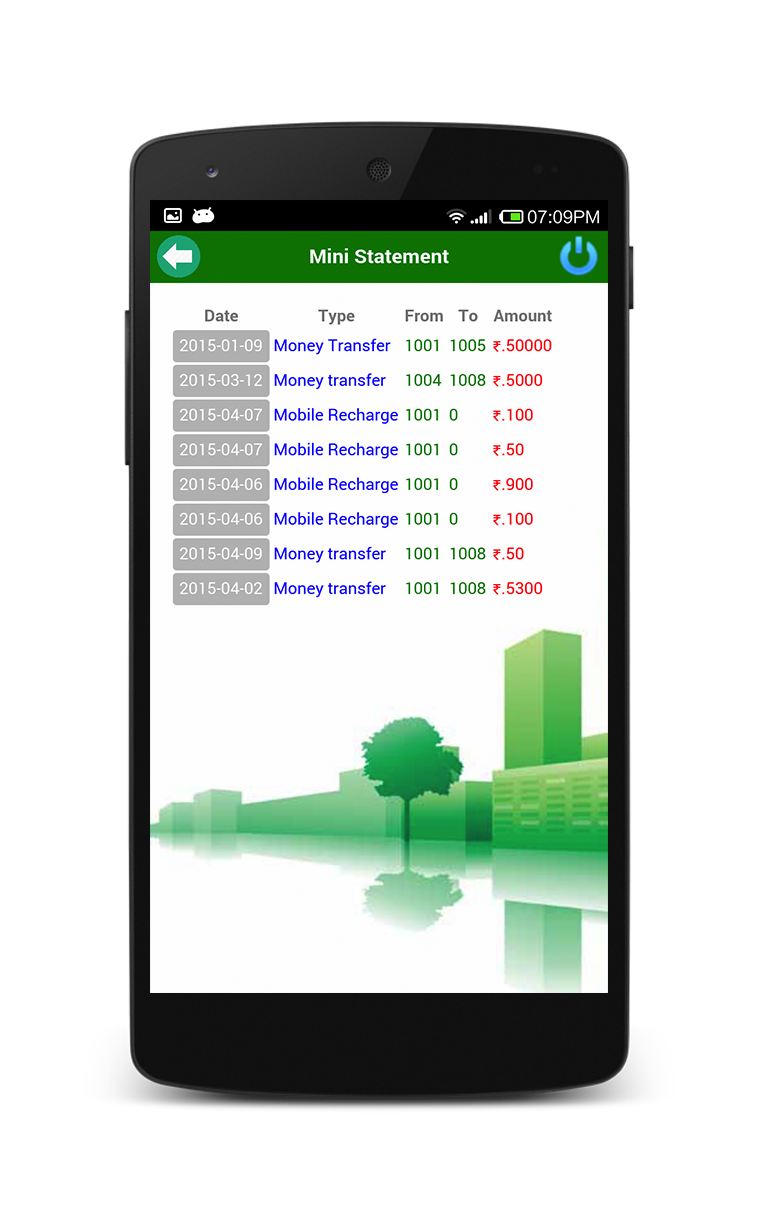 07:09PM
Mini Statement
Date Type From To Amount
2015-01-09 Money Transfer 1001 1005 ₹.50000
2015-03-12 Money transfer 1004 1008 ₹.5000
2015-04-07 Mobile Recharge 1001 0 ₹.100
2015-04-07 Mobile Recharge 1001 0 ₹.50
2015-04-06 Mobile Recharge 1001 0 ₹.900
2015-04-06 Mobile Recharge 1001 0 ₹.100
2015-04-09 Money transfer 1001 1008 ₹.50
2015-04-02 Money transfer 1001 1008 ₹.5300